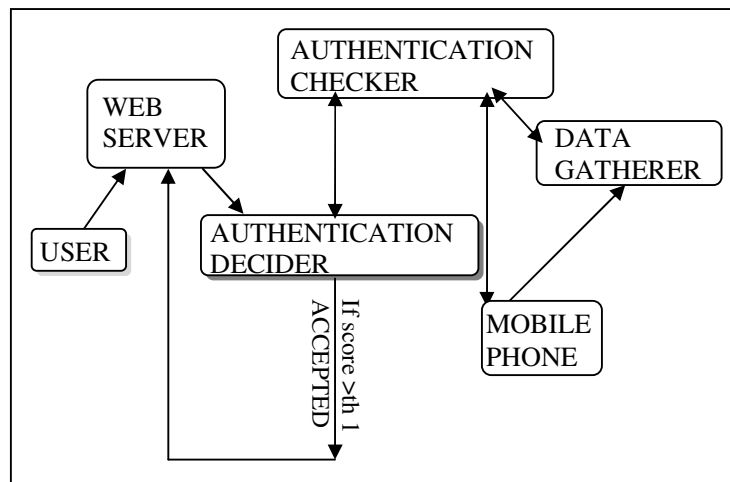 AUTHENTICATION
CHECKER
WEB
SERVER
DATA
GATHERER
USER
AUTHENTICATION
DECIDER
If score >th 1
ACCEPTED
MOBILE
PHONE